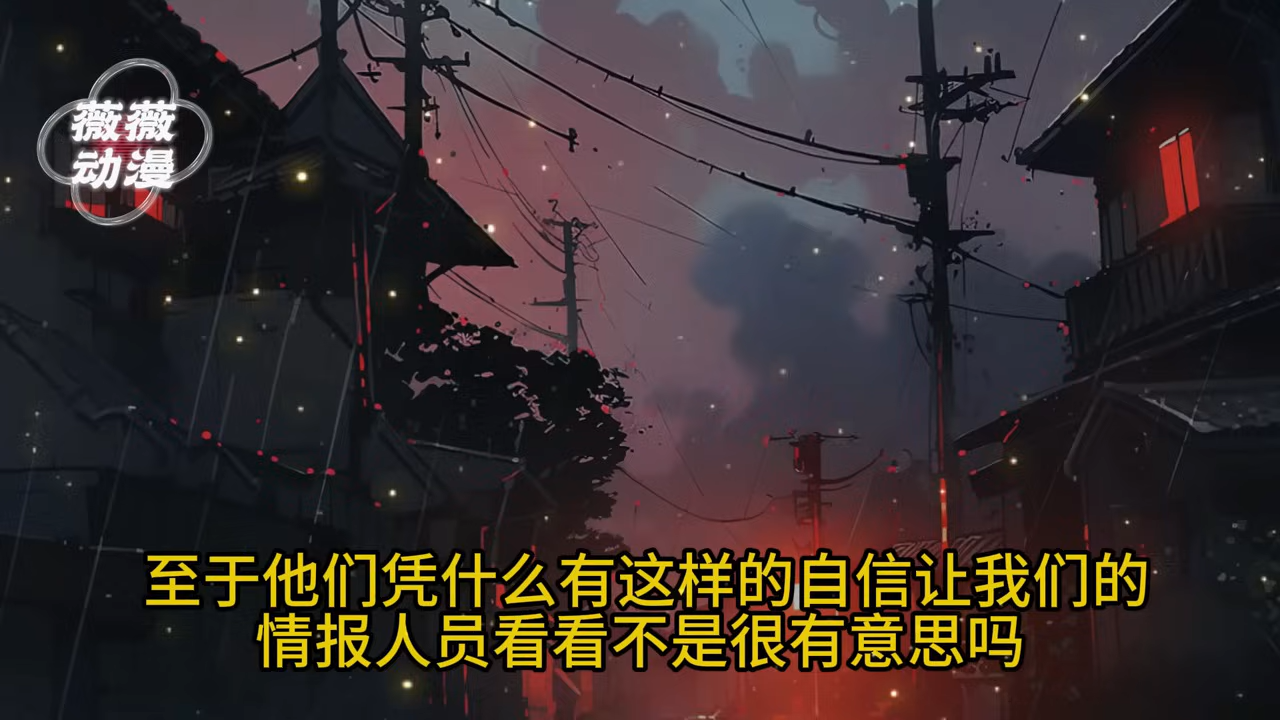 薇薇
动漫
至于他们凭什么有这样的自信让我们的
情报人员看看不是很有意思吗